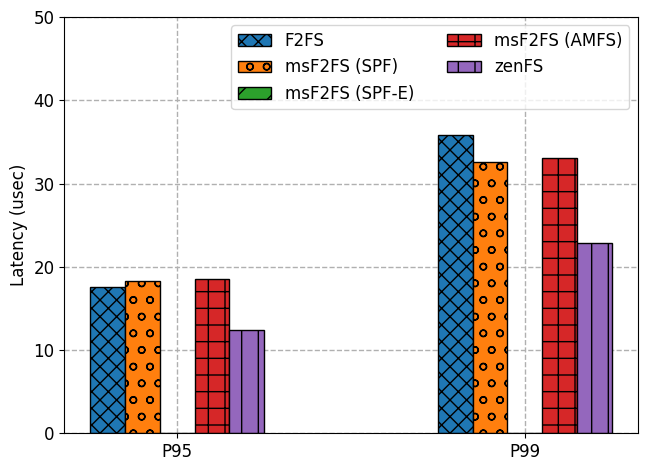 50
40
30
20
10
0
Latency (usec)
F2FS
msF2FS (SPF)
msF2FS (SPF-E)
msF2FS (AMFS)
zenFS
P95
P99